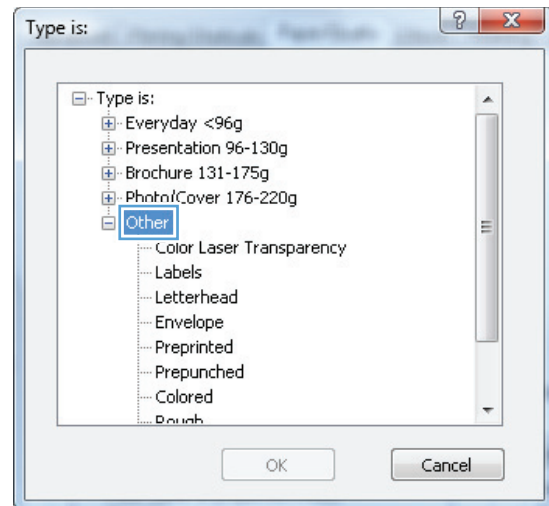 Type is:
Type is:
Everyday <96g
Presentation 96-130g
Brochure 131-175g
Photo/Cover 176-220g
Other
Color Laser Transparency
Labels
Letterhead
Envelope
Preprinted
Prepunched
Colored
Rough
OK
Cancel